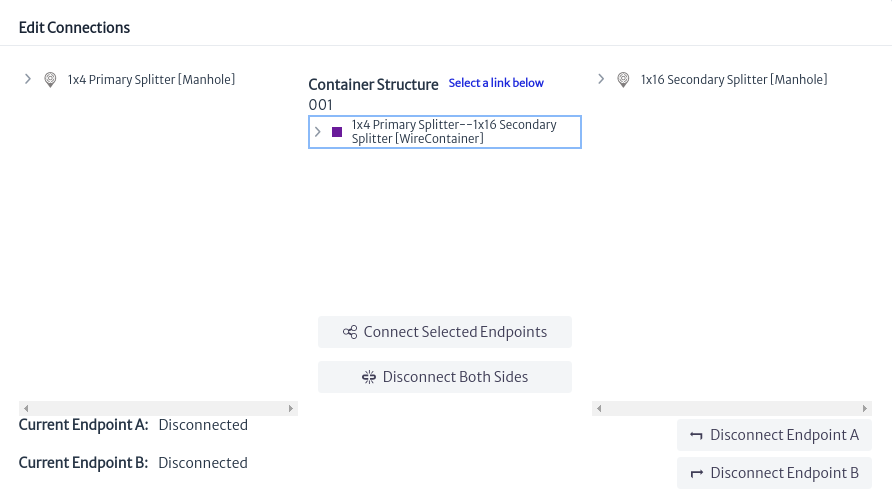 Edit Connections
1x4 Primary Splitter [Manhole]
Container Structure Select a link below
001
1x4 Primary Splitter--1x16 Secondary
Splitter [WireContainer]
1x16 Secondary Splitter [Manhole]
Connect Selected Endpoints
Disconnect Both Sides
Current Endpoint A: Disconnected
Disconnect Endpoint A
Current Endpoint B: Disconnected
Disconnect Endpoint B